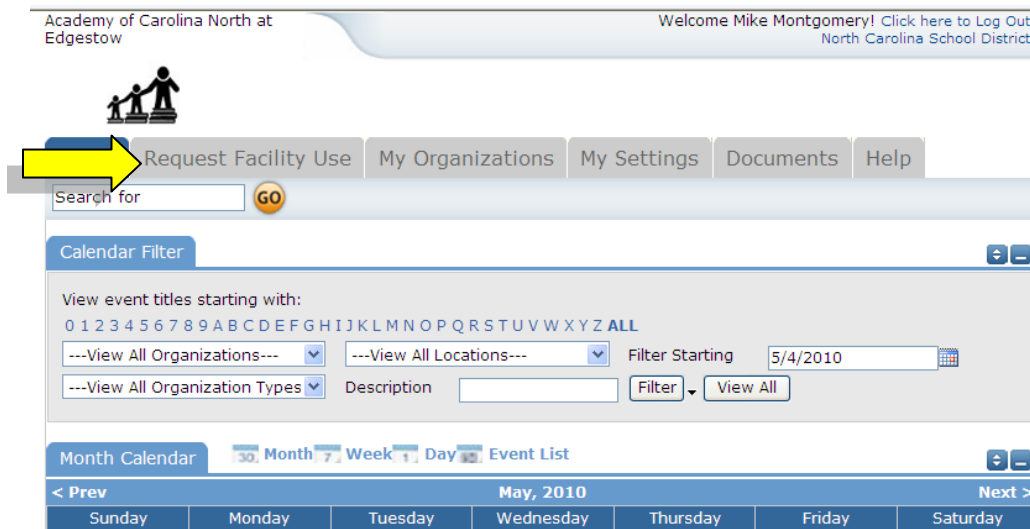 Academy of Carolina North at
Edgestow
Welcome Mike Montgomery! Click here to Log Out
North Carolina School District
Request Facility Use My Organizations My Settings Documents Help
Search for GO
Calendar Filter
View event titles starting with:
0 1 2 3 4 5 6 7 8 9 A B C D E F G H I J K L M N O P Q R S T U V W X Y Z ALL
---View All Organizations--- ---View All Locations--- Filter Starting 5/4/2010
---View All Organization Types Description Filter View All
Month Calendar 30 Month 7 Week 1 Day Event List
< Prev May, 2010 Next >
Sunday Monday Tuesday Wednesday Thursday Friday Saturday